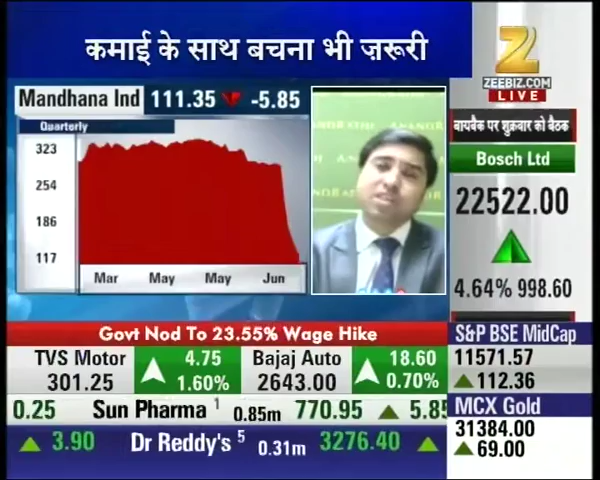 कमाई के साथ बचना भी ज़रूरी
ZEEBIZ.COM
LIVE
Mandhana Ind 111.35 -5.85
Quarterly
323
254
186
117
Mar May May Jun
बायबैक पर शुक्रवार को बैठक
Bosch Ltd
22522.00
4.64% 998.60
Govt Nod To 23.55% Wage Hike
S&P BSE MidCap
11571.57
112.36
TVS Motor 4.75 Bajaj Auto 18.60
301.25 1.60% 2643.00 0.70%
0.25 Sun Pharma 1 0.85m 770.95 5.85
MCX Gold
31384.00
69.00
3.90 Dr Reddy's 5 0.31m 3276.40